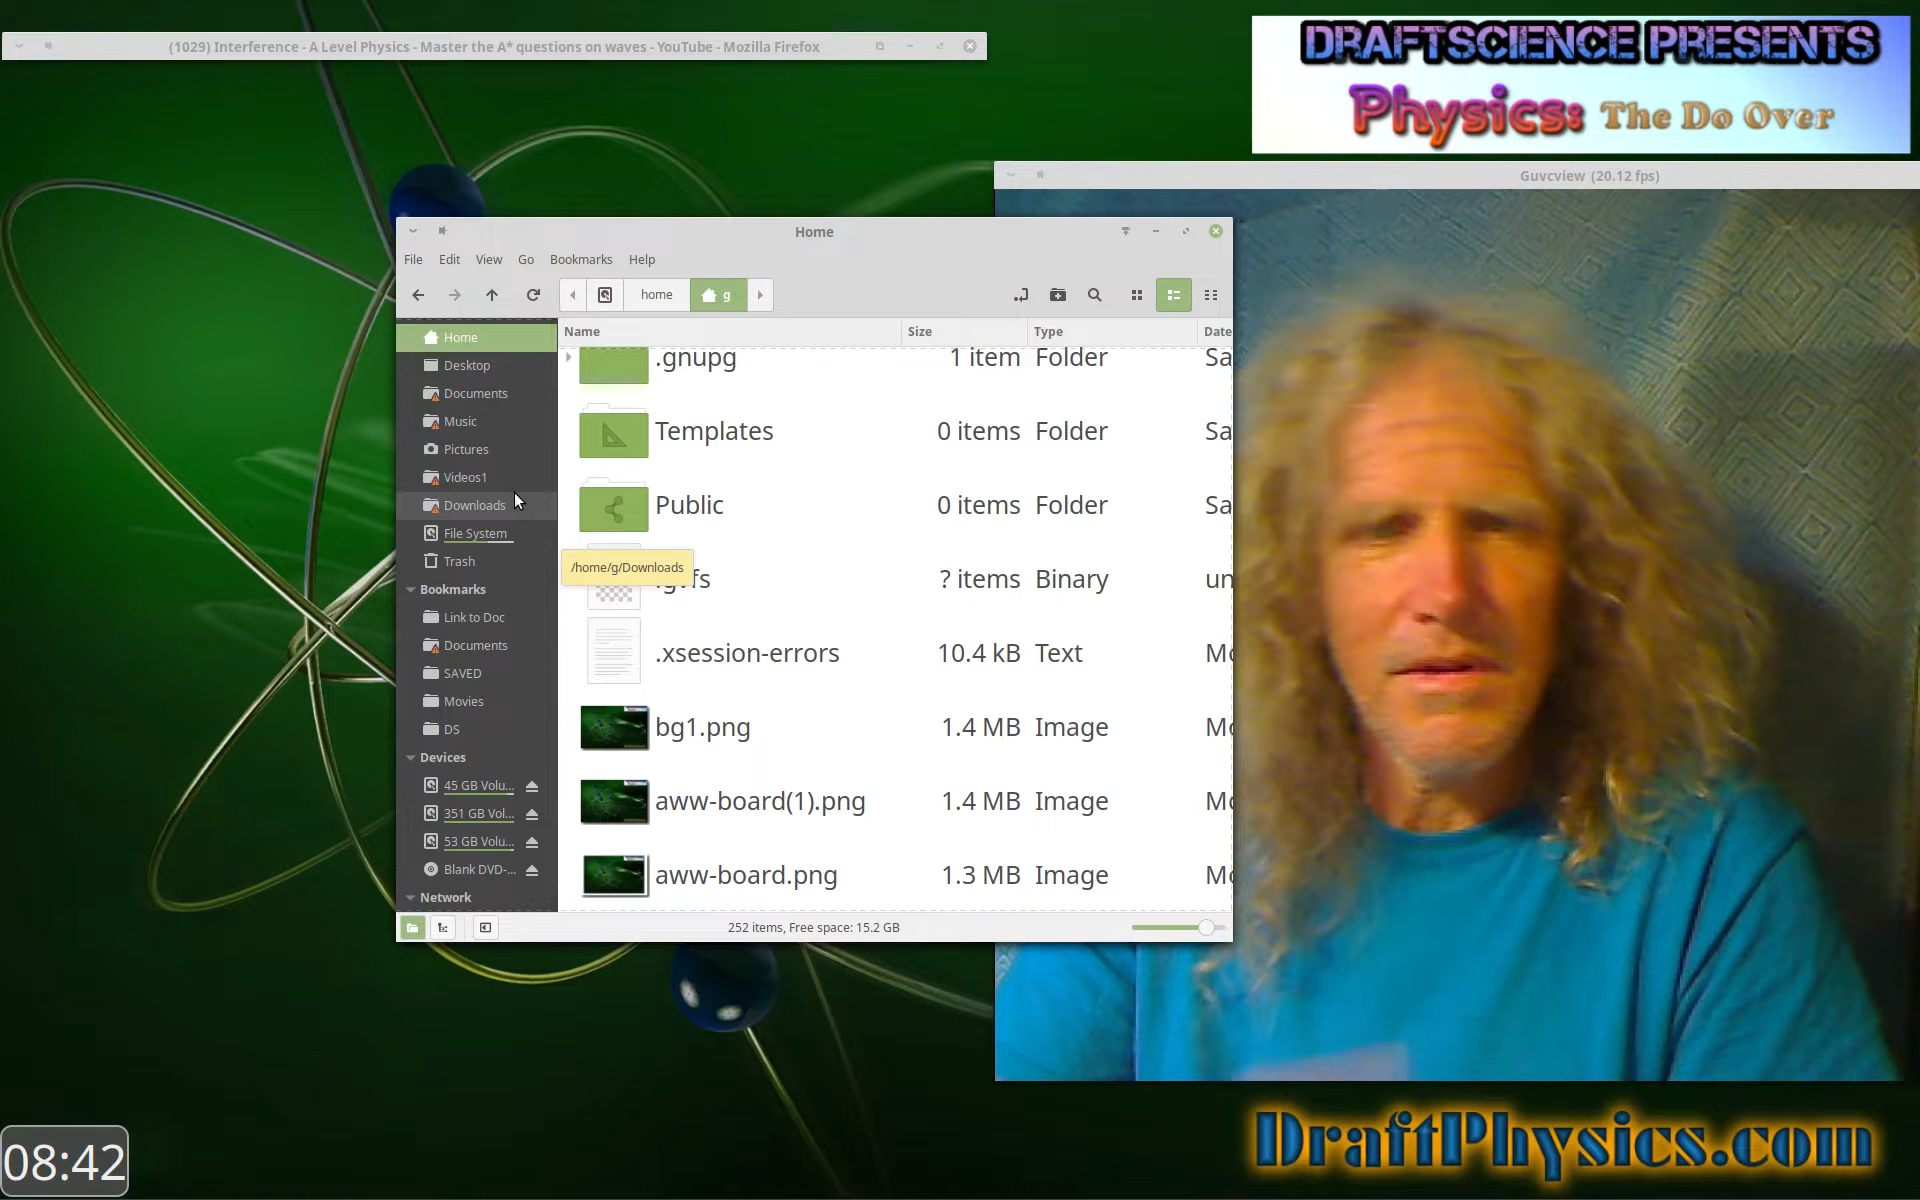 (1029) Interference - A Level Physics - Master the A* questions on waves - YouTube - Mozilla Firefox
DRAFTSCIENCE PRESENTS
Physics: The Do Over
Guvcview (20.12 fps)
Home
File Edit View Go Bookmarks Help
home g
Name Size Type Date
Home
Desktop
Documents
Music
Pictures
Videos1
Downloads
File System
Trash
Bookmarks
Link to Doc
Documents
SAVED
Movies
DS
Devices
45 GB Volu...
351 GB Vol...
53 GB Volu...
Blank DVD-...
Network
.gnupg 1 item Folder Sa
Templates 0 items Folder Sa
Public 0 items Folder Sa
/home/g/Downloads
fs ? items Binary un
.xsession-errors 10.4 kB Text Mo
bg1.png 1.4 MB Image Mo
aww-board(1).png 1.4 MB Image Mo
aww-board.png 1.3 MB Image Mo
252 items, Free space: 15.2 GB
08:42
DraftPhysics.com